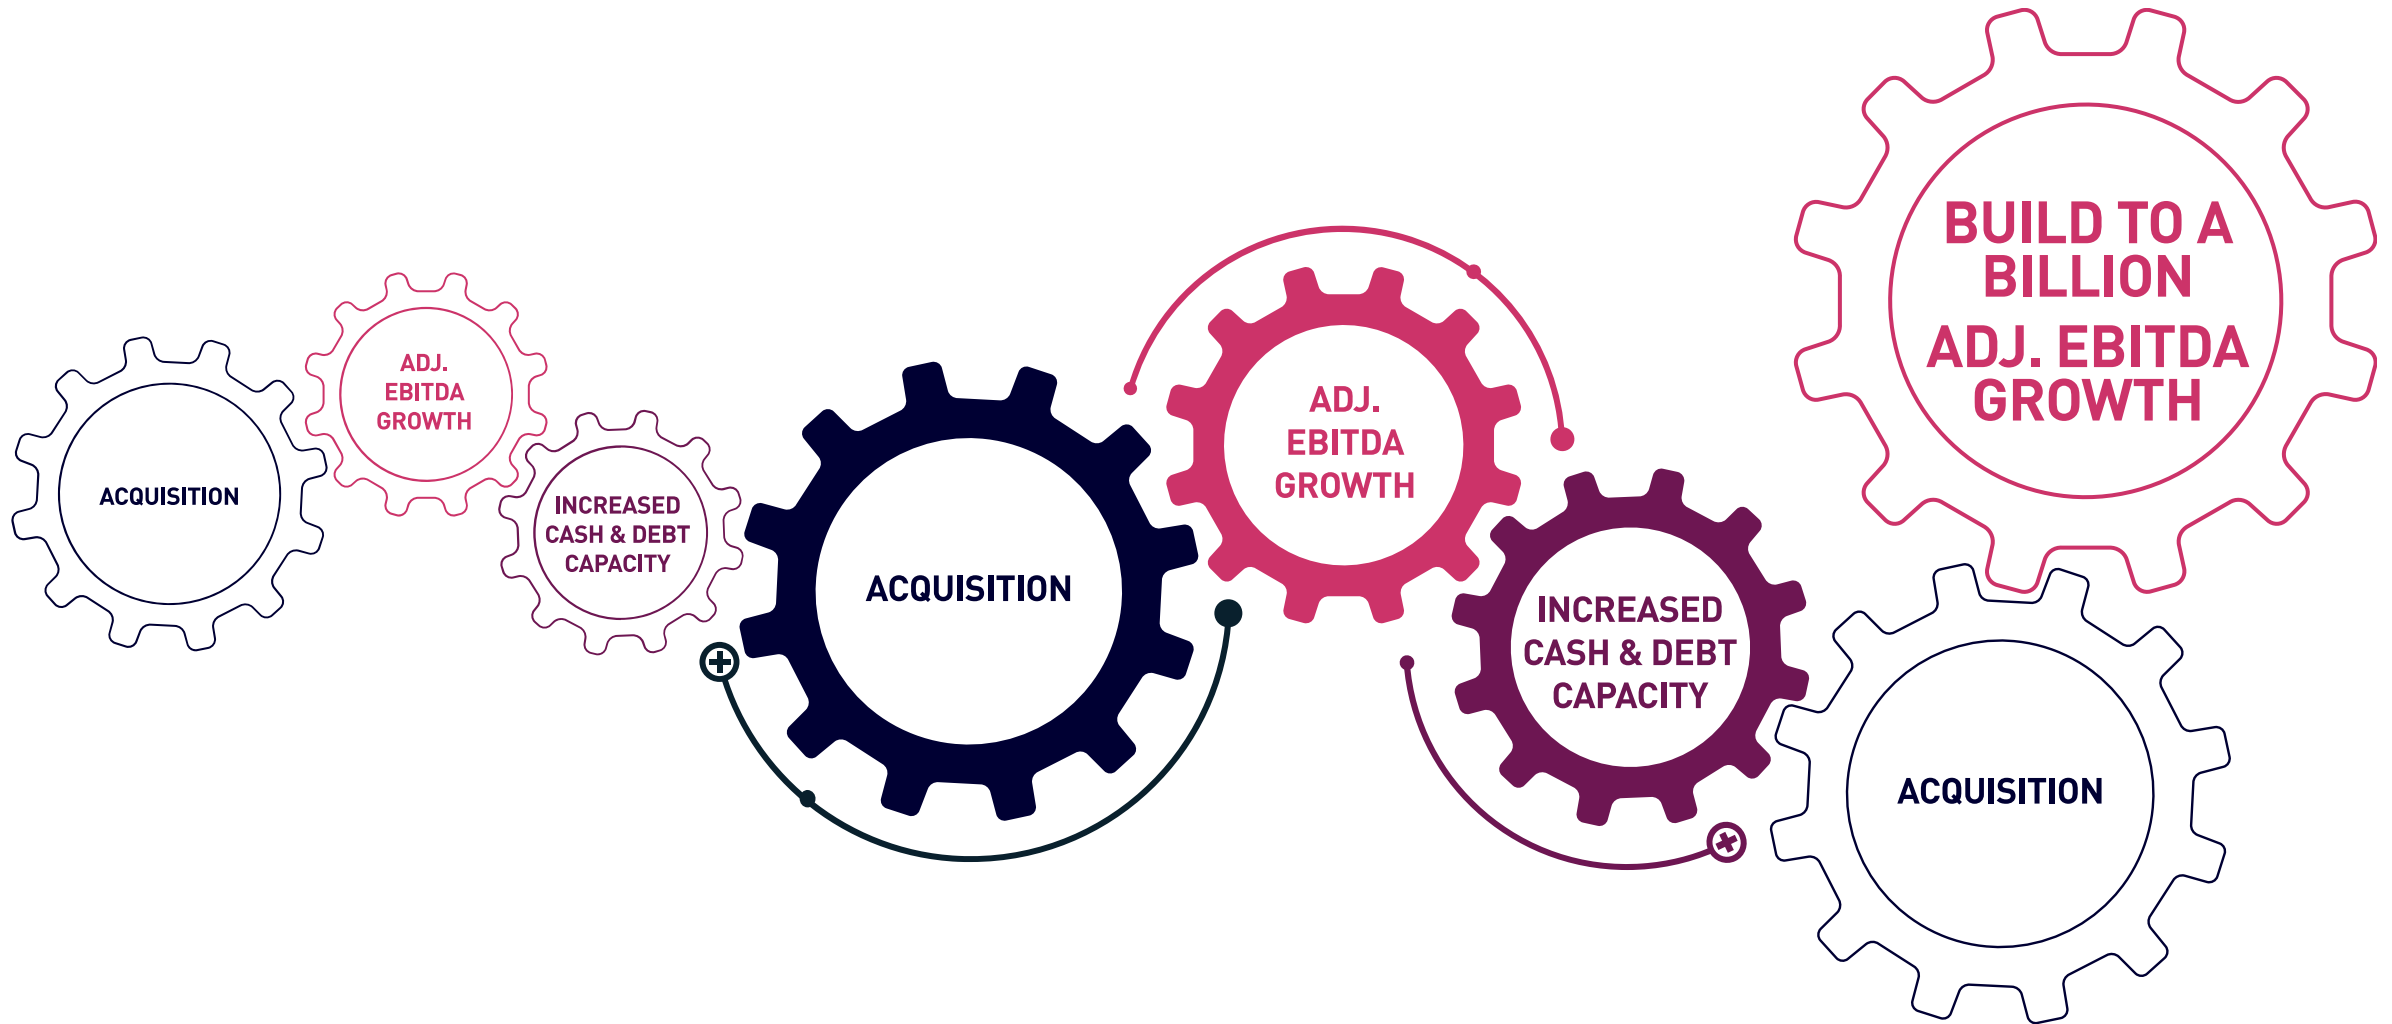 ACQUISITION
ADJ.
EBITDA
GROWTH
INCREASED
CASH & DEBT
CAPACITY
ACQUISITION
ADJ.
EBITDA
GROWTH
INCREASED
CASH & DEBT
CAPACITY
BUILD TO A
BILLION
ADJ. EBITDA
GROWTH
ACQUISITION